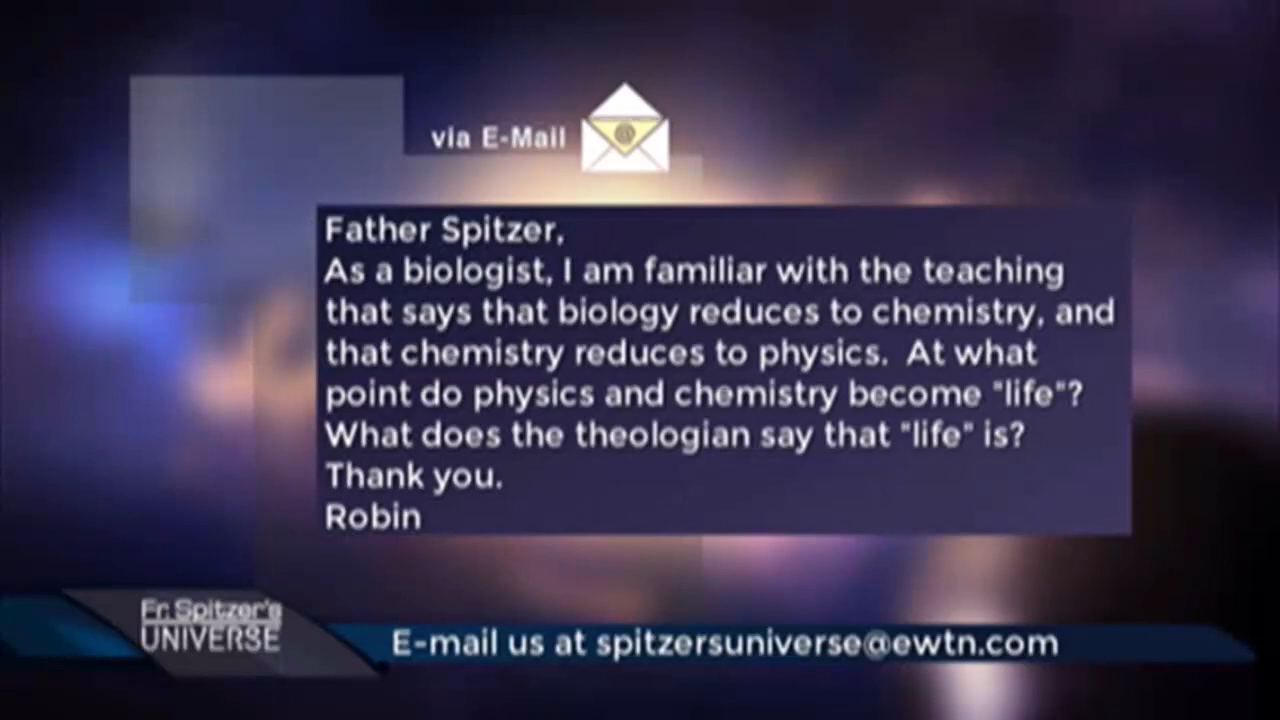 via E-Mail
@
Father Spitzer,
As a biologist, I am familiar with the teaching
that says that biology reduces to chemistry, and
that chemistry reduces to physics.  At what
point do physics and chemistry become "life"?
What does the theologian say that "life" is?
Thank you.
Robin
Fr. Spitzer's
UNIVERSE
E-mail us at spitzersuniverse@ewtn.com